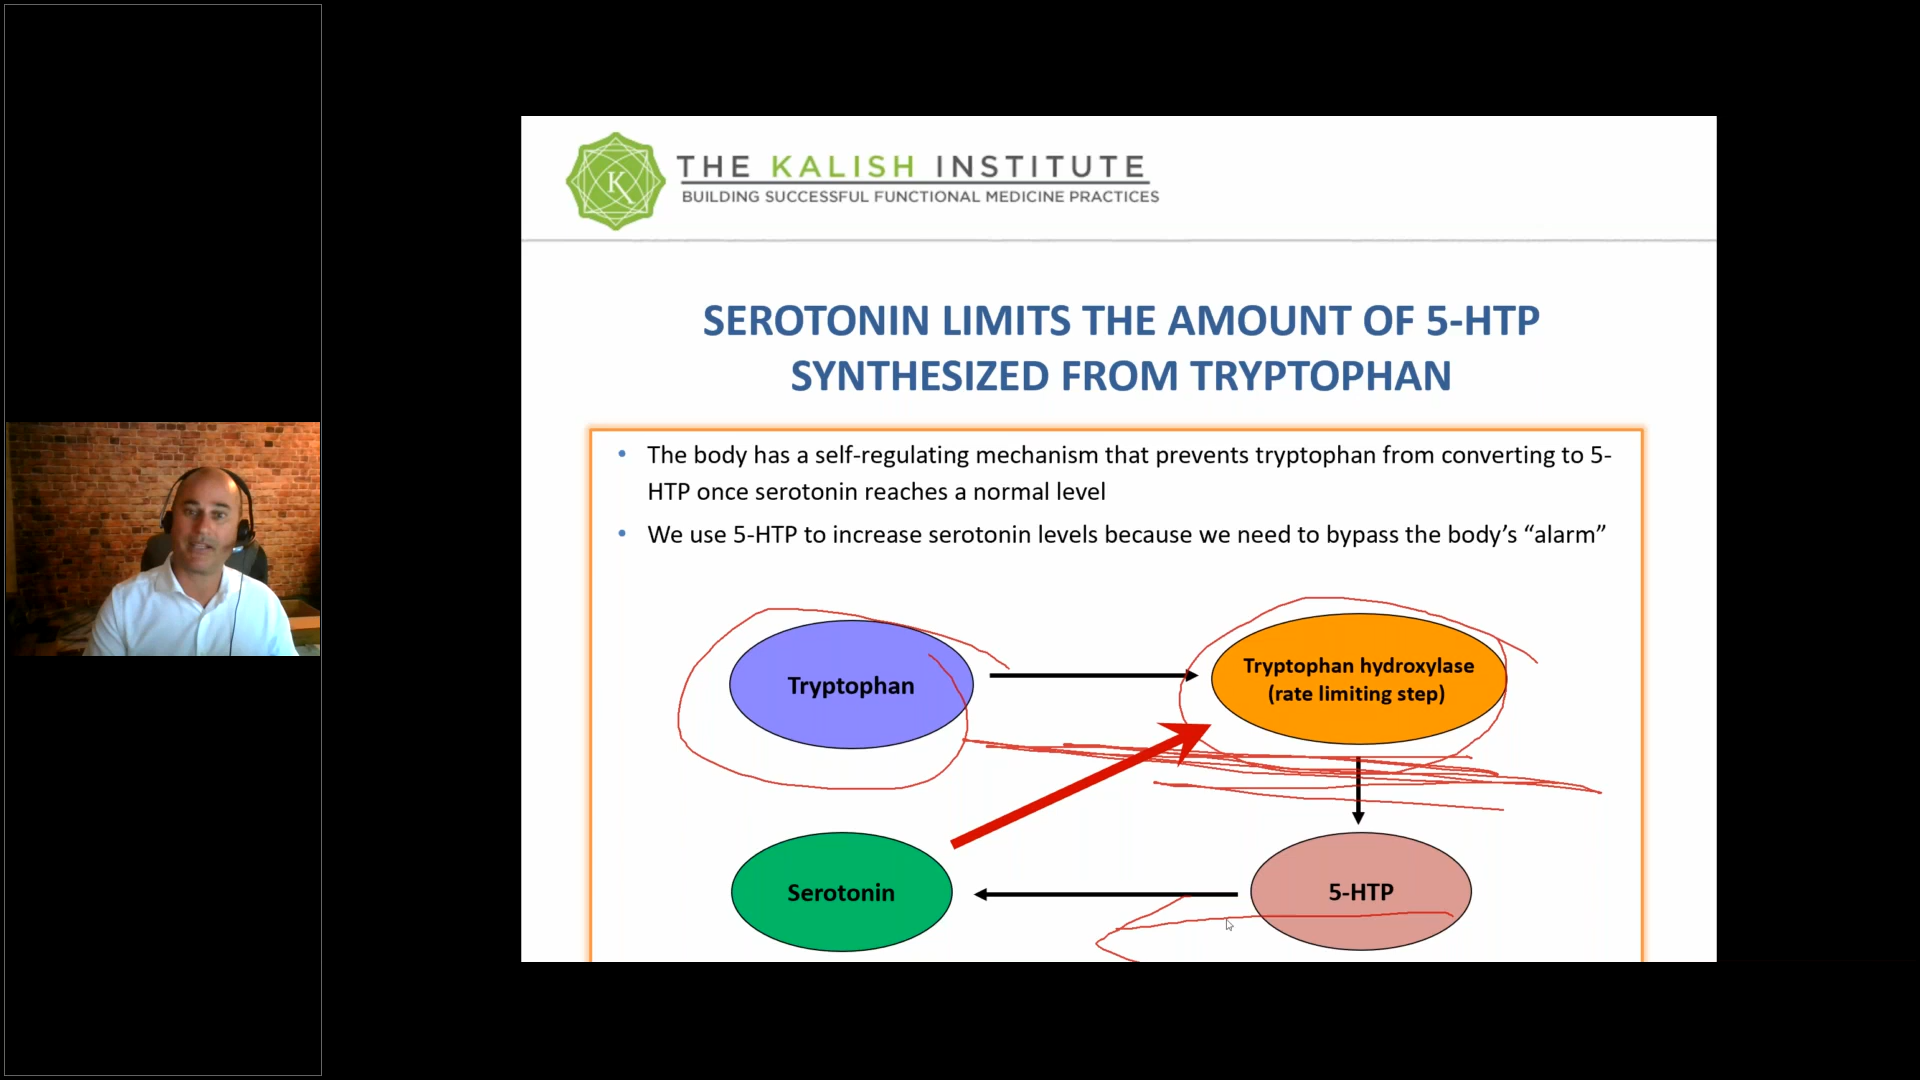 THE KALISH INSTITUTE
BUILDING SUCCESSFUL FUNCTIONAL MEDICINE PRACTICES
K
SEROTONIN LIMITS THE AMOUNT OF 5-HTP
SYNTHESIZED FROM TRYPTOPHAN
• The body has a self-regulating mechanism that prevents tryptophan from converting to 5-
HTP once serotonin reaches a normal level
• We use 5-HTP to increase serotonin levels because we need to bypass the body’s “alarm”
Tryptophan
Tryptophan hydroxylase
(rate limiting step)
Serotonin
5-HTP